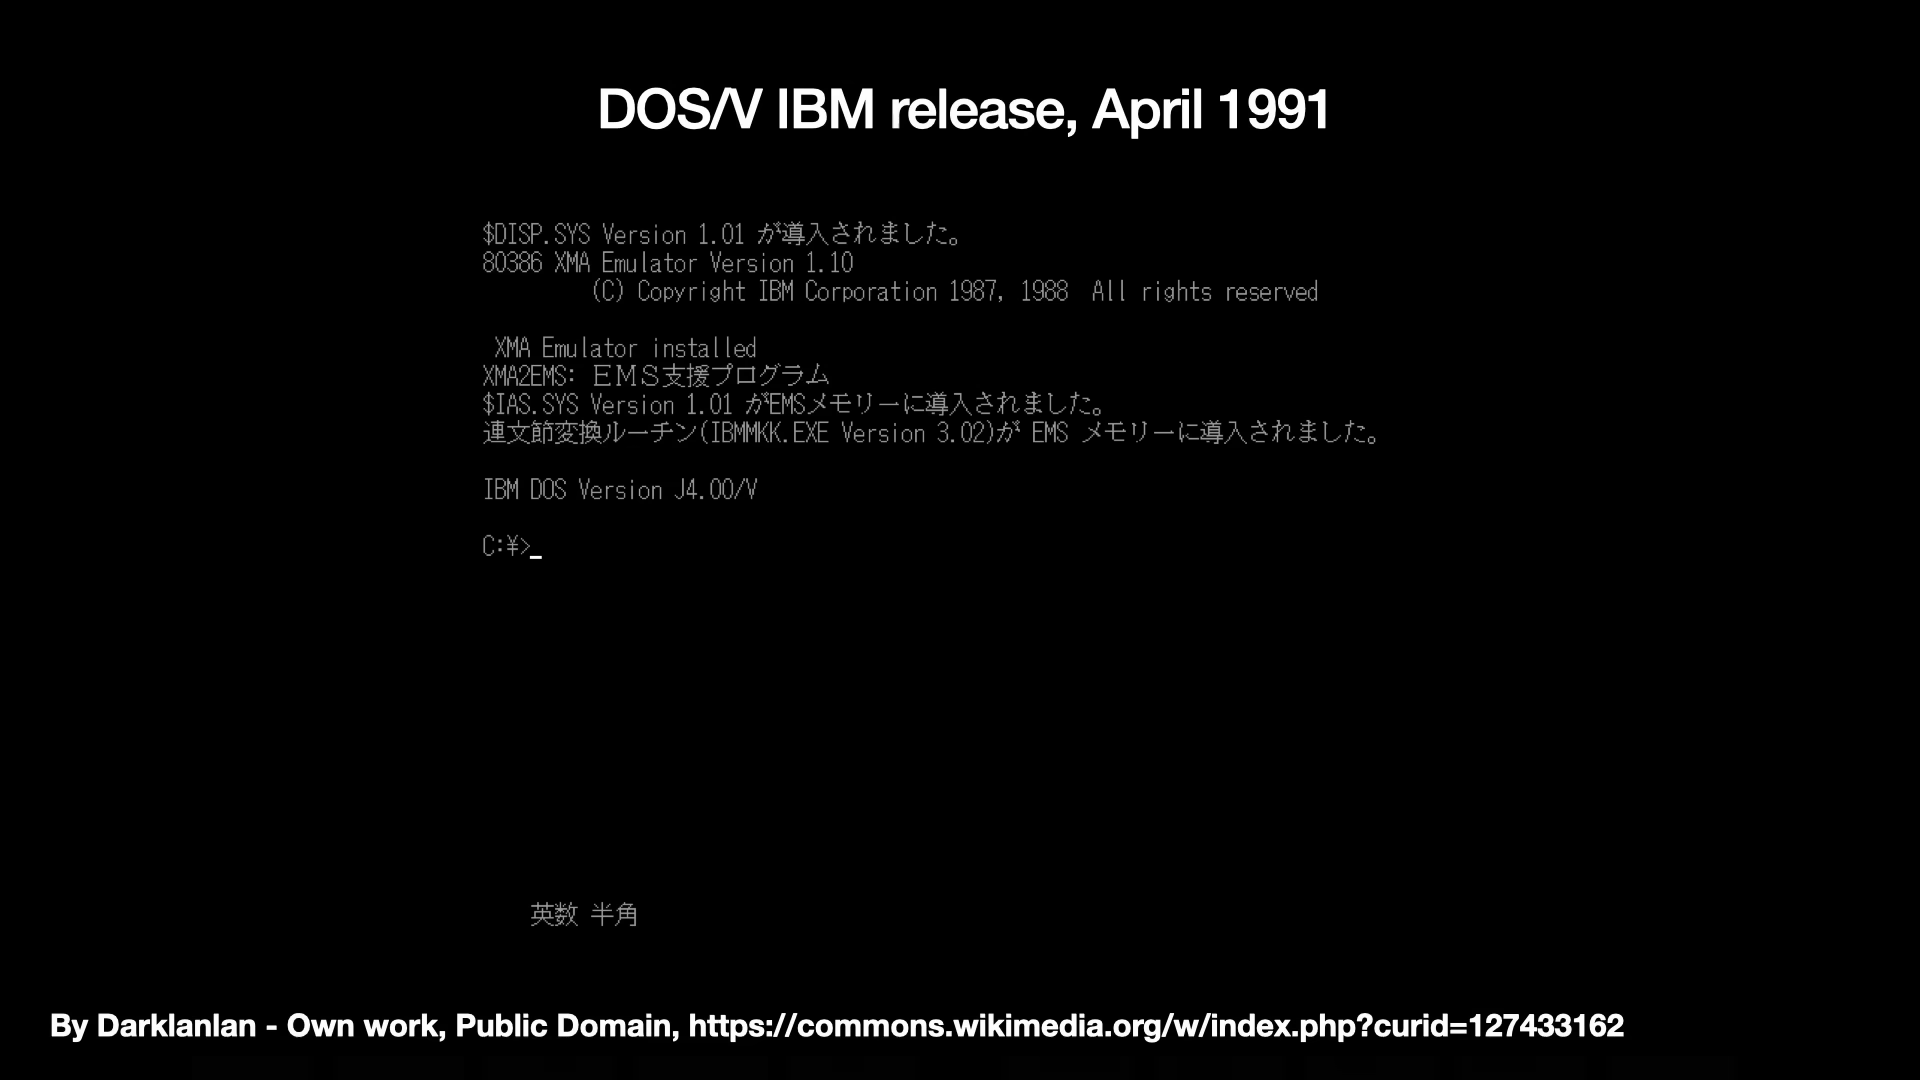 DOS/V IBM release, April 1991
$DISP.SYS Version 1.01 が導入されました。
80386 XMA Emulator Version 1.10
(C) Copyright IBM Corporation 1987, 1988  All rights reserved
XMA Emulator installed
XMA2EMS: ＥＭＳ支援プログラム
$IAS.SYS Version 1.01 がEMSメモリーに導入されました。
連文節変換ルーチン(IBMMKK.EXE Version 3.02)が EMS メモリーに導入されました。
IBM DOS Version J4.00/V
C:¥>_
英数 半角
By Darklanlan - Own work, Public Domain, https://commons.wikimedia.org/w/index.php?curid=127433162